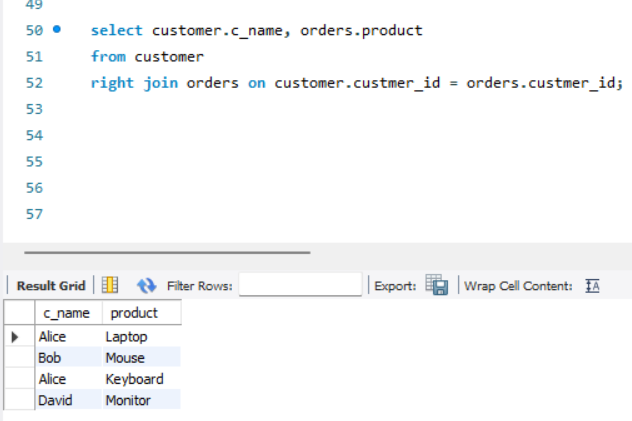 49
50 select customer.c_name, orders.product
51 from customer
52 right join orders on customer.custmer_id = orders.custmer_id;
53
54
55
56
57
Result Grid Filter Rows: Export: Wrap Cell Content: IA
c_name product
Alice Laptop
Bob Mouse
Alice Keyboard
David Monitor